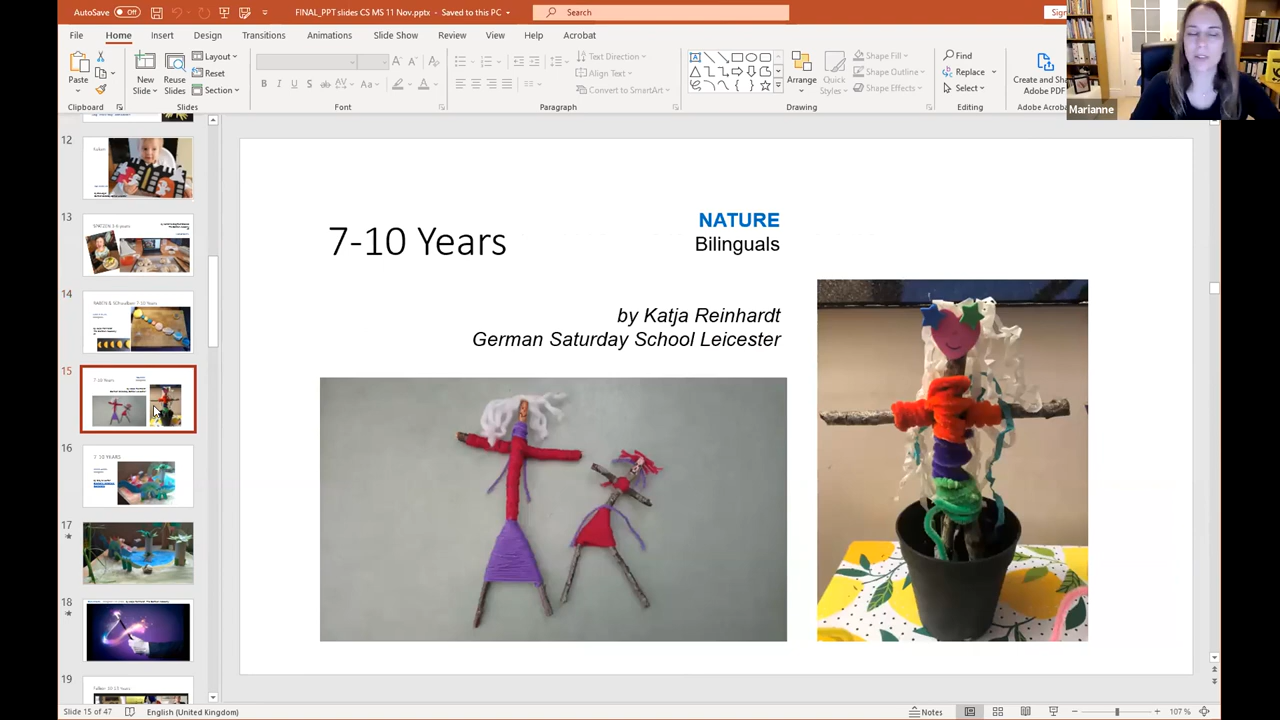 AutoSave Off
FINAL_PPT slides CS MS 11 Nov.pptx - Saved to this PC
Search
File Home Insert Design Transitions Animations Slide Show Review View Help Acrobat
Paste
New
Slide
Reuse
Slides
Layout
Reset
Section
Text Direction
Align Text
Convert to SmartArt
Arrange
Quick
Styles
Shape Fill
Shape Outline
Shape Effects
Find
Replace
Select
Create and Share
Adobe PDF
Clipboard Slides Font Paragraph Drawing Editing Adobe Acrobat
Marianne
12
13
14
15
16
17
18
19
7-10 Years
NATURE
Bilinguals
by Katja Reinhardt
German Saturday School Leicester
Slide 15 of 47 English (United Kingdom) Notes 107 %